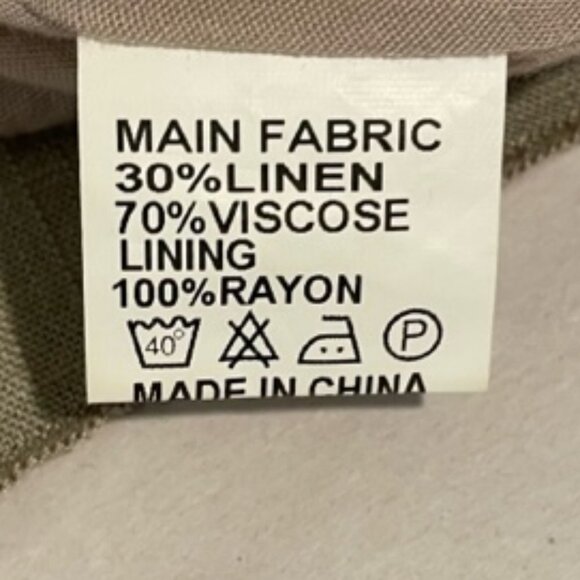 MAIN FABRIC
30%LINEN
70%VISCOSE
LINING
100%RAYON
40° P
MADE IN CHINA